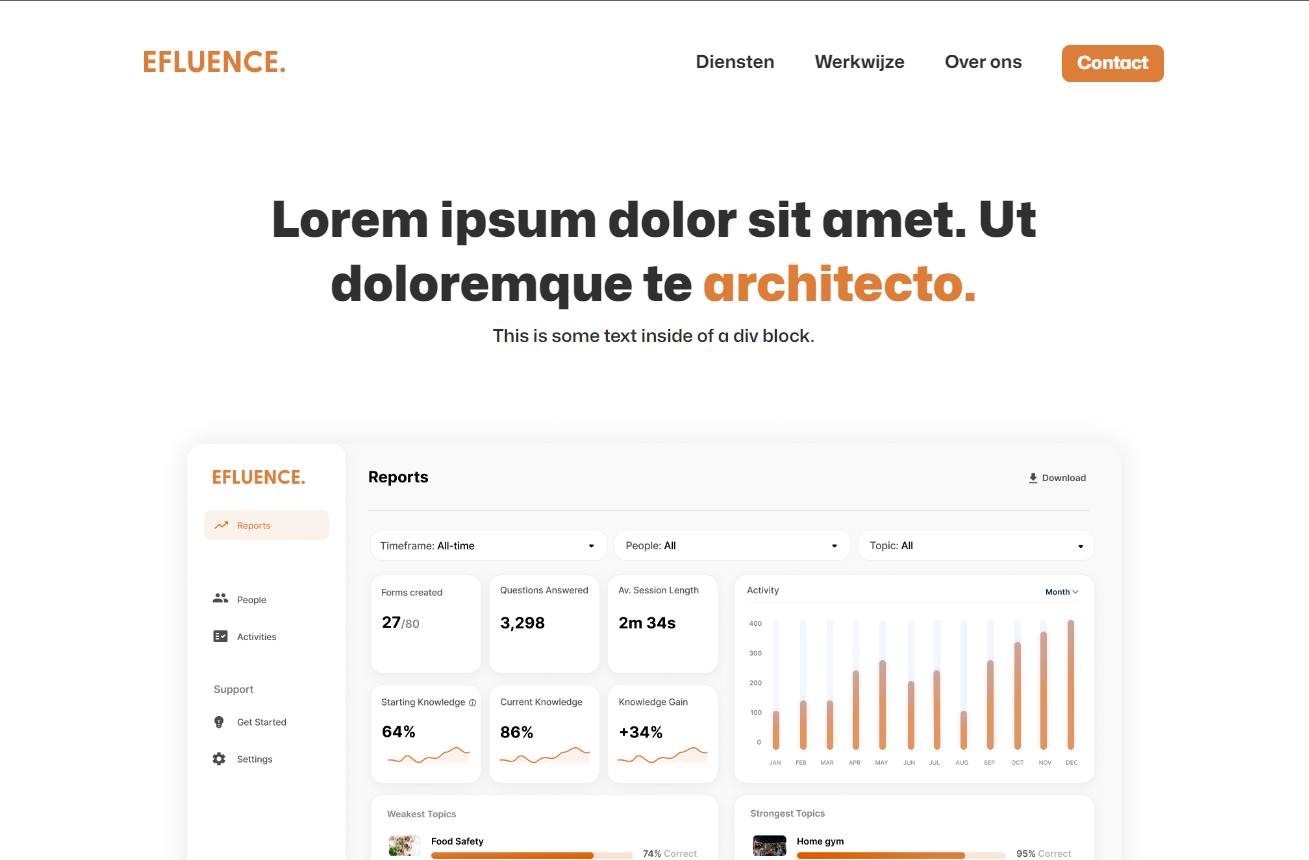 EFLUENCE.
Diensten
Werkwijze
Over ons
Contact
Lorem ipsum dolor sit amet. Ut
doloremque te architecto.
This is some text inside of a div block.
EFLUENCE.
Reports
People
Activities
Support
Get Started
Settings
Reports
Download
Timeframe: All-time
People: All
Topic: All
Forms created
27/80
Questions Answered
3,298
Av. Session Length
2m 34s
Starting Knowledge
64%
Current Knowledge
86%
Knowledge Gain
+34%
Activity
Month
400
300
200
100
0
JAN FEB MAR APR MAY JUN JUL AUG SEP OCT NOV DEC
Weakest Topics
Food Safety
74% Correct
Strongest Topics
Home gym
95% Correct